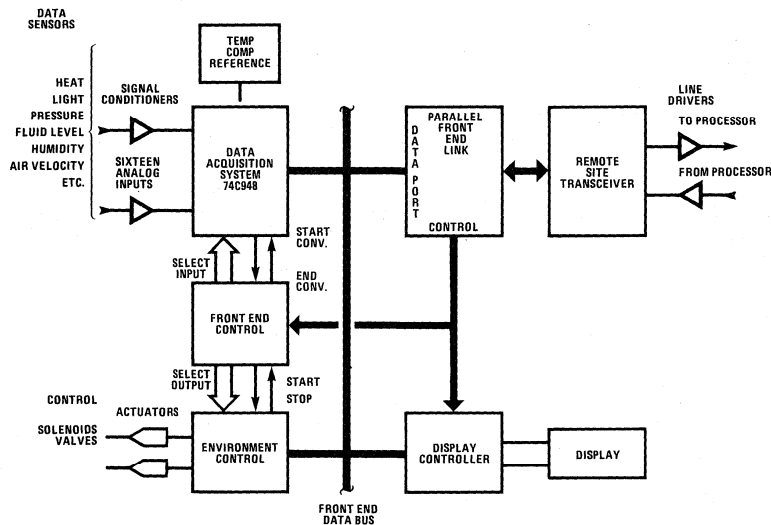 DATA
SENSORS
HEAT
LIGHT
PRESSURE
FLUID LEVEL
HUMIDITY
AIR VELOCITY
ETC.
SIGNAL
CONDITIONERS
SIXTEEN
ANALOG
INPUTS
TEMP
COMP
REFERENCE
DATA
ACQUISITION
SYSTEM
74C948
PARALLEL
FRONT
END
LINK
DATA PORT
CONTROL
REMOTE
SITE
TRANSCEIVER
LINE
DRIVERS
TO PROCESSOR
FROM PROCESSOR
SELECT
INPUT
START
CONV.
END
CONV.
FRONT END
CONTROL
SELECT
OUTPUT
START
STOP
CONTROL
SOLENOIDS
VALVES
ACTUATORS
ENVIRONMENT
CONTROL
DISPLAY
CONTROLLER
DISPLAY
FRONT END
DATA BUS